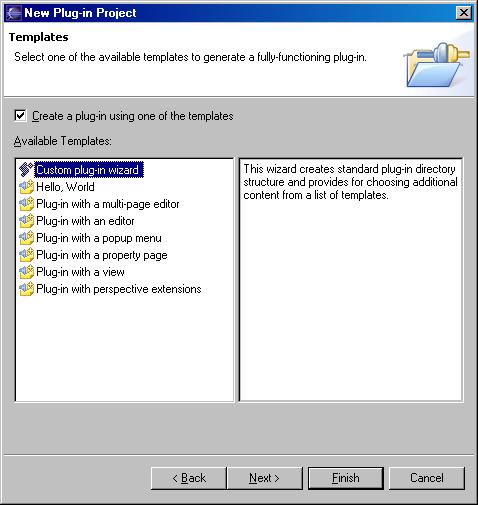 New Plug-in Project
Templates
Select one of the available templates to generate a fully-functioning plug-in.
Create a plug-in using one of the templates
Available Templates:
Custom plug-in wizard
Hello, World
Plug-in with a multi-page editor
Plug-in with an editor
Plug-in with a popup menu
Plug-in with a property page
Plug-in with a view
Plug-in with perspective extensions
This wizard creates standard plug-in directory
structure and provides for choosing additional
content from a list of templates.
< Back
Next >
Finish
Cancel